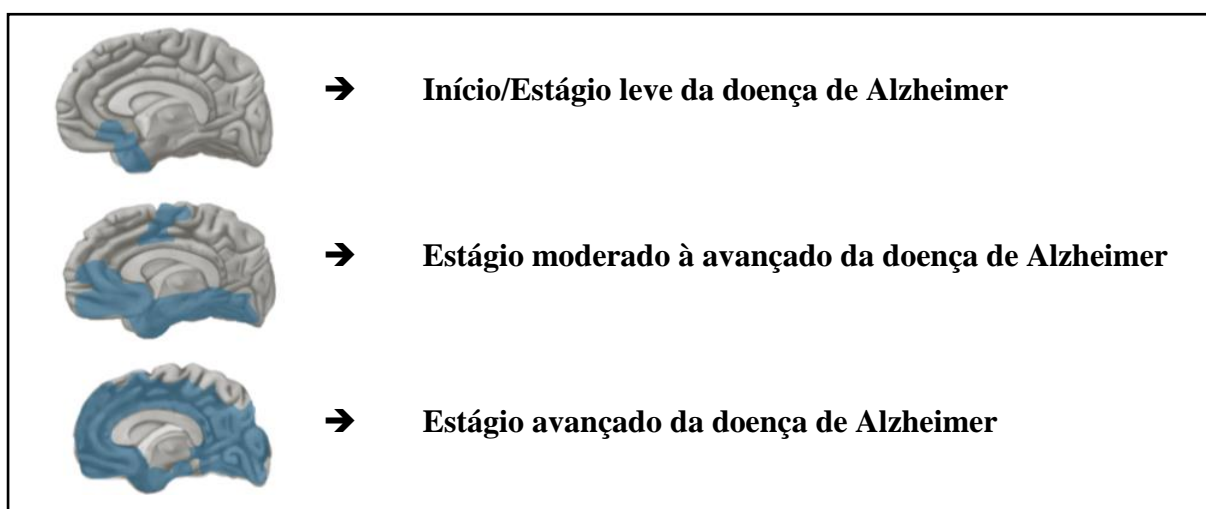 ➔ Início/Estágio leve da doença de Alzheimer
➔ Estágio moderado à avançado da doença de Alzheimer
➔ Estágio avançado da doença de Alzheimer